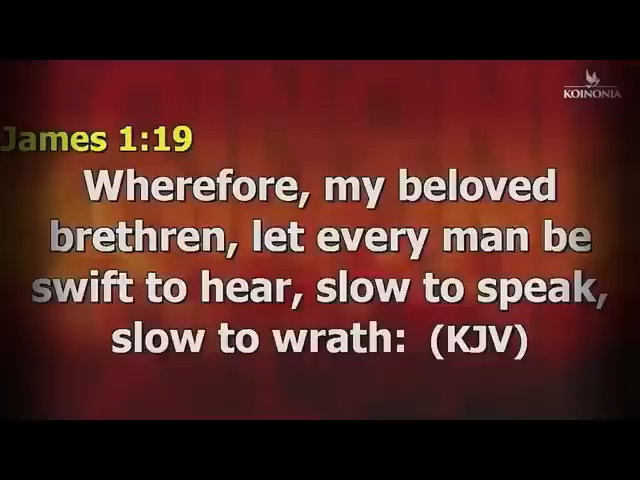 KOINONIA
James 1:19
Wherefore, my beloved
brethren, let every man be
swift to hear, slow to speak,
slow to wrath: (KJV)